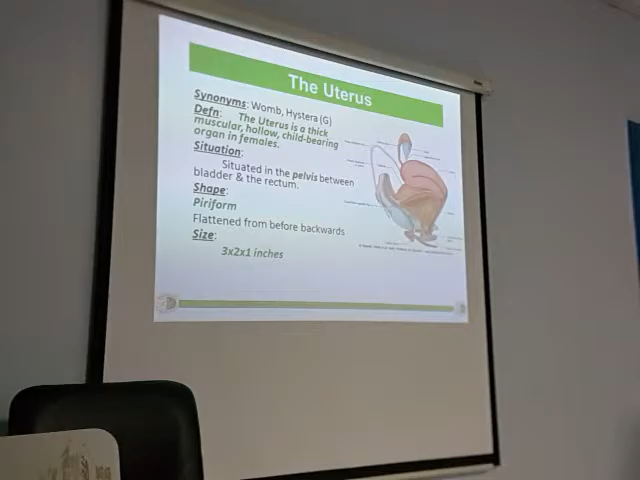 The Uterus
Synonyms: Womb, Hystera (G)
Defn: The Uterus is a thick
muscular, hollow, child-bearing
organ in females.
Situation:
Situated in the pelvis between
bladder & the rectum.
Shape:
Piriform
Flattened from before backwards
Size:
3x2x1 inches